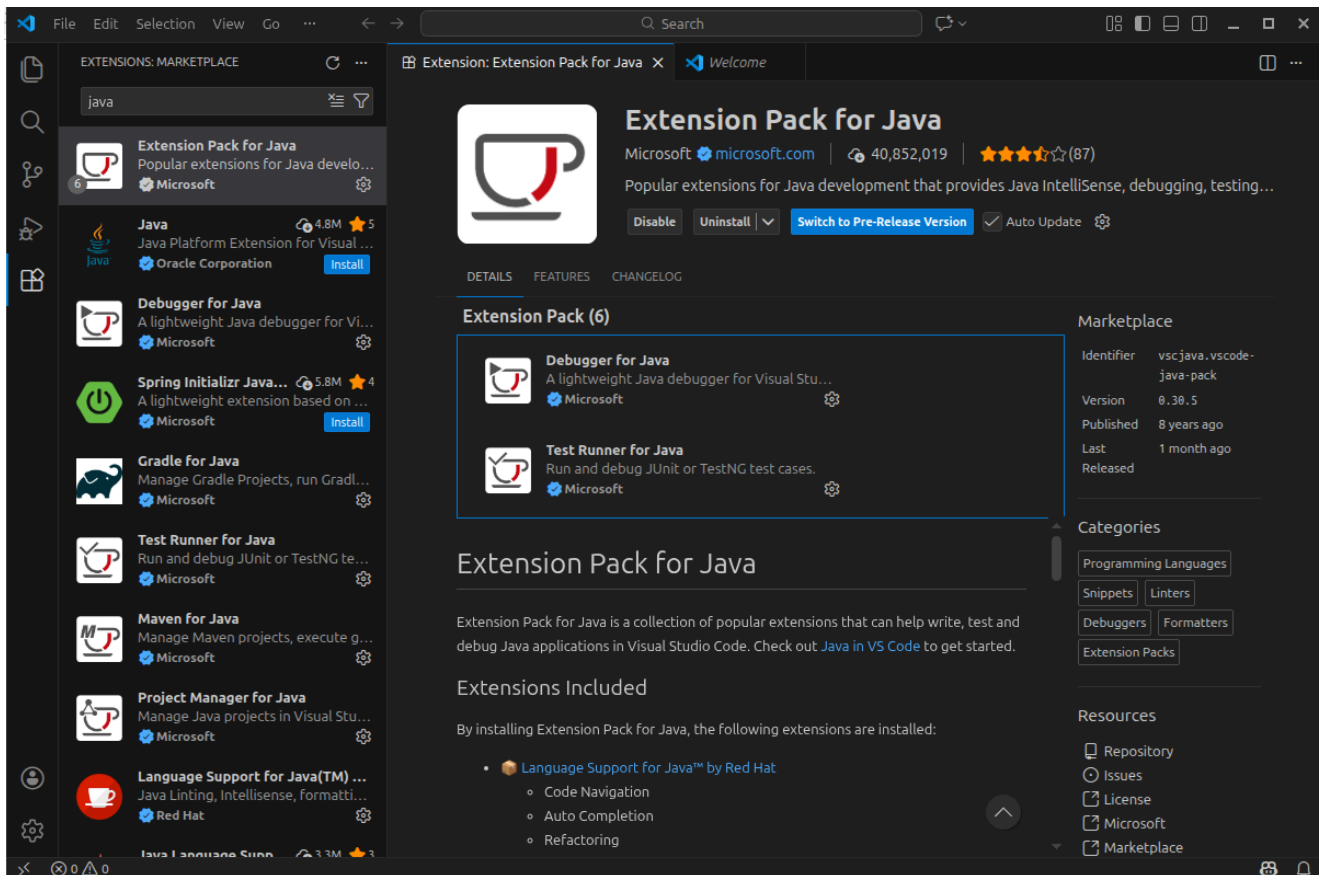 File Edit Selection View Go ··· Search
EXTENSIONS: MARKETPLACE
java
Extension Pack for Java
Popular extensions for Java develo...
6
Microsoft
Java 4.8M 5
Java Platform Extension for Visual ...
Java
Oracle Corporation Install
Debugger for Java
A lightweight Java debugger for Vi...
Microsoft
Spring Initializr Java... 5.8M 4
A lightweight extension based on ...
Microsoft Install
Gradle for Java
Manage Gradle Projects, run Gradl...
Microsoft
Test Runner for Java
Run and debug JUnit or TestNG te...
Microsoft
Maven for Java
Manage Maven projects, execute g...
Microsoft
Project Manager for Java
Manage Java projects in Visual Stu...
Microsoft
Language Support for Java(TM) ...
Java Linting, Intellisense, formatti...
Red Hat
Java Language Supp... 3.3M 3
Extension: Extension Pack for Java Welcome
Extension Pack for Java
Microsoft microsoft.com 40,852,019 (87)
Popular extensions for Java development that provides Java IntelliSense, debugging, testing...
Disable Uninstall Switch to Pre-Release Version Auto Update
DETAILS FEATURES CHANGELOG
Extension Pack (6)
Debugger for Java
A lightweight Java debugger for Visual Stu...
Microsoft
Test Runner for Java
Run and debug JUnit or TestNG test cases.
Microsoft
Extension Pack for Java
Extension Pack for Java is a collection of popular extensions that can help write, test and
debug Java applications in Visual Studio Code. Check out Java in VS Code to get started.
Extensions Included
By installing Extension Pack for Java, the following extensions are installed:
• 📦 Language Support for Java™ by Red Hat
◦ Code Navigation
◦ Auto Completion
◦ Refactoring
Marketplace
Identifier vscjava.vscode-
java-pack
Version 0.30.5
Published 8 years ago
Last 1 month ago
Released
Categories
Programming Languages
Snippets Linters
Debuggers Formatters
Extension Packs
Resources
Repository
Issues
License
Microsoft
Marketplace
0 0